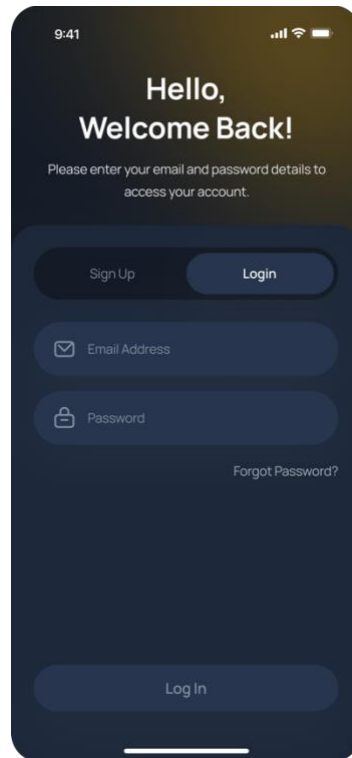 9:41
Hello,
Welcome Back!
Please enter your email and password details to
access your account.
Sign Up
Login
Email Address
Password
Forgot Password?
Log In